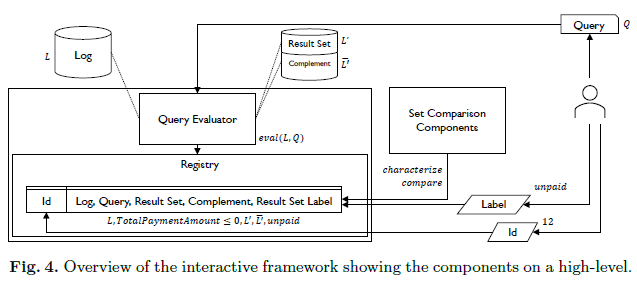 Query Q
Log L
Result Set L′
Complement L̅′
Query Evaluator
eval(L, Q)
Set Comparison
Components
Registry
characterize
compare
unpaid
Id Log, Query, Result Set, Complement, Result Set Label
Label
L, TotalPaymentAmount ≤ 0, L′, L̅′, unpaid
12
Id
Fig. 4. Overview of the interactive framework showing the components on a high-level.